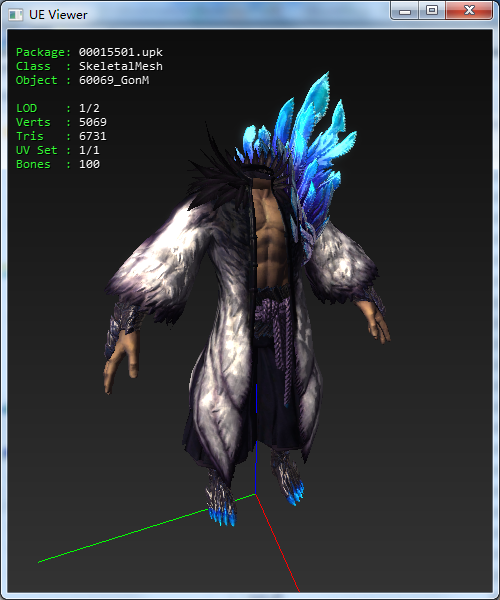 UE Viewer
Package: 00015501.upk
Class : SkeletalMesh
Object : 60069_GonM
LOD : 1/2
Verts : 5069
Tris : 6731
UV Set : 1/1
Bones : 100